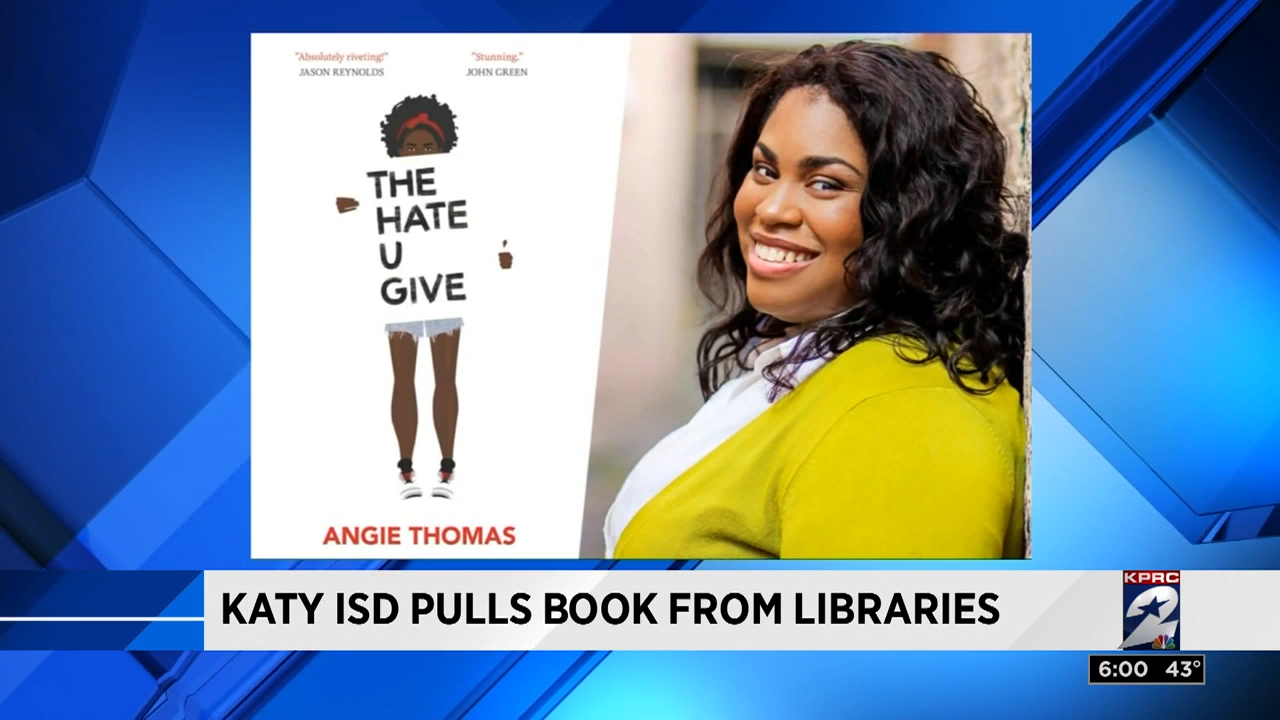 "Absolutely riveting!"
JASON REYNOLDS
"Stunning."
JOHN GREEN
THE
HATE
U
GIVE
ANGIE THOMAS
KATY ISD PULLS BOOK FROM LIBRARIES
KPRC
2
6:00 43°